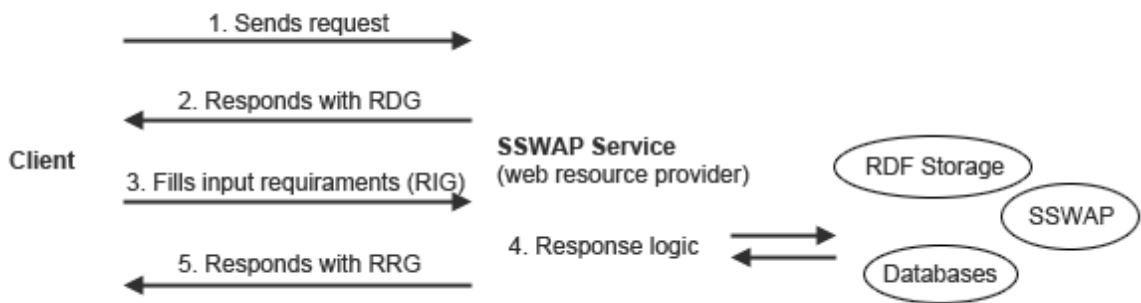 1. Sends request
2. Responds with RDG
Client
SSWAP Service
(web resource provider)
3. Fills input requiraments (RIG)
RDF Storage
SSWAP
4. Response logic
5. Responds with RRG
Databases